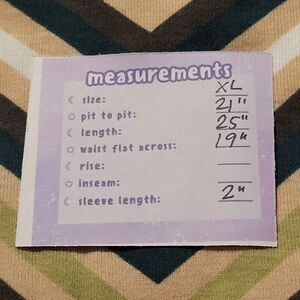 measurements
size: XL
pit to pit: 21"
length: 25"
waist flat across: 19"
rise:
inseam:
sleeve length: 2"